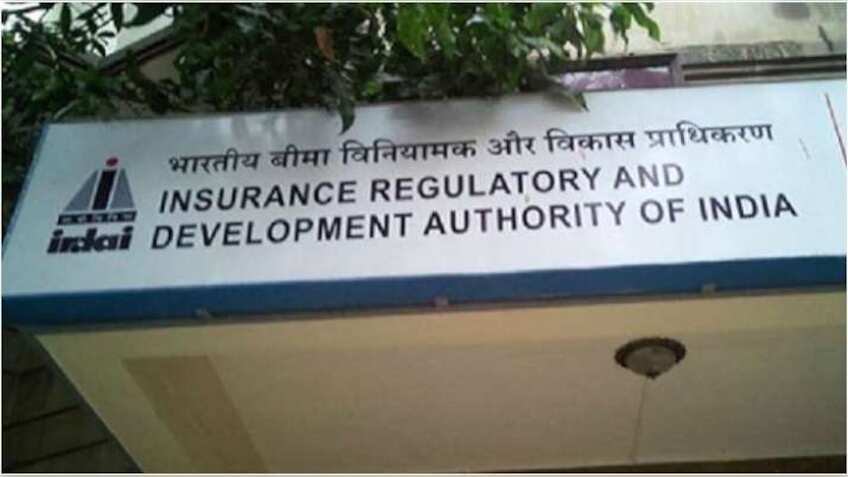 भारतीय बीमा विनियामक और विकास प्राधिकरण
INSURANCE REGULATORY AND
DEVELOPMENT AUTHORITY OF INDIA
irdai